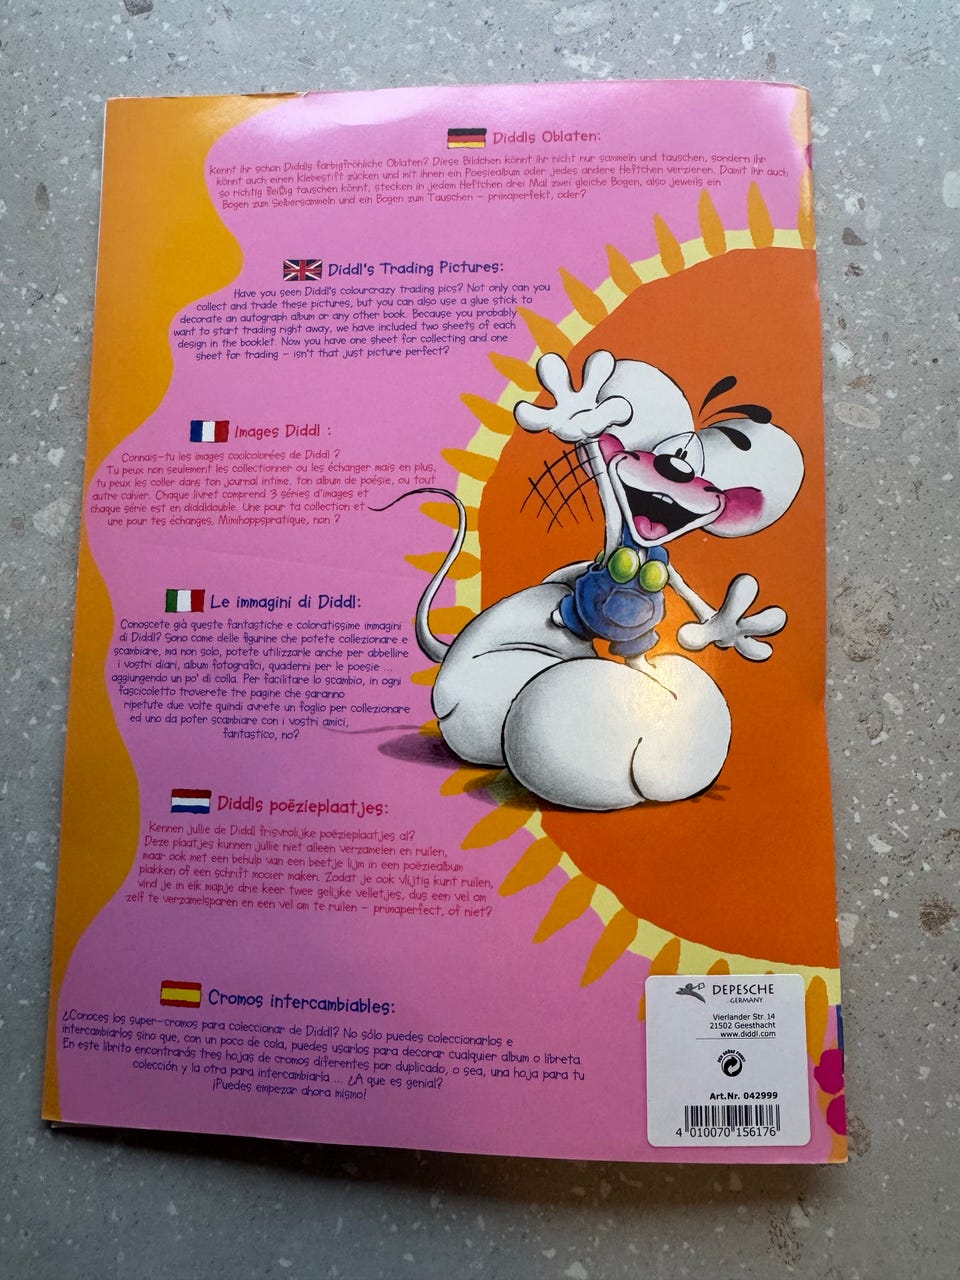 Diddls Oblaten:
Kennt ihr schon Diddls farbigfröhliche Oblaten? Diese Bildchen könnt ihr nicht nur sammeln und tauschen, sondern ihr
könnt auch einen Klebestift zücken und mit ihnen ein Poesiealbum oder jedes andere Heftchen verzieren. Damit ihr auch
so richtig fleißig tauschen könnt, stecken in jedem Heftchen drei Mal zwei gleiche Bogen, also jeweils ein
Bogen zum Selbersammeln und ein Bogen zum Tauschen – primaperfekt, oder?
Diddl's Trading Pictures:
Have you seen Diddl's colourcrazy trading pics? Not only can you
collect and trade these pictures, but you can also use a glue stick to
decorate an autograph album or any other book. Because you probably
want to start trading right away, we have included two sheets of each
design in the booklet. Now you have one sheet for collecting and one
sheet for trading – isn't that just picture perfect?
Images Diddl :
Connais-tu les images coolcolorées de Diddl ?
Tu peux non seulement les collectionner ou les échanger mais en plus,
tu peux les coller dans ton journal intime, ton album de poésie, ou tout
autre cahier. Chaque livret comprend 3 séries d'images et
chaque série est en diddldouble. Une pour ta collection et
une pour tes échanges, Mimihoppspratique, non ?
Le immagini di Diddl:
Conoscete già queste fantastiche e coloratissime immagini
di Diddl? Sono come delle figurine che potete collezionare e
scambiare, ma non solo, potete utilizzarle anche per abbellire
i vostri diari, album fotografici, quaderni per le poesie ...
aggiungendo un po' di colla. Per facilitare lo scambio, in ogni
fascicoletto troverete tre pagine che saranno
ripetute due volte quindi avrete un foglio per collezionare
ed uno da poter scambiare con i vostri amici,
fantastico, no?
Diddls poëzieplaatjes:
Kennen jullie de Diddl frisvrolijke poëzieplaatjes al?
Deze plaatjes kunnen jullie niet alleen verzamelen en ruilen,
maar ook met een behulp van een beetje lijm in een poëziealbum
plakken of een schrift mooier maken. Zodat je ook vlijtig kunt ruilen,
vind je in elk mapje drie keer twee gelijke velletjes, dus een vel om
zelf te verzamelsparen en een vel om te ruilen – primaperfect, of niet?
Cromos intercambiables:
¿Conoces los super-cromos para coleccionar de Diddl? No sólo puedes coleccionarlos e
intercambiarlos sino que, con un poco de cola, puedes usarlos para decorar cualquier álbum o libreta.
En este librito encontrarás tres hojas de cromos diferentes por duplicado, o sea, una hoja para tu
colección y la otra para intercambiarla ... ¿A que es genial?
¡Puedes empezar ahora mismo!
DEPESCHE
GERMANY
Vierlander Str. 14
21502 Geesthacht
www.diddl.com
Art.Nr. 042999
4 010070 156176